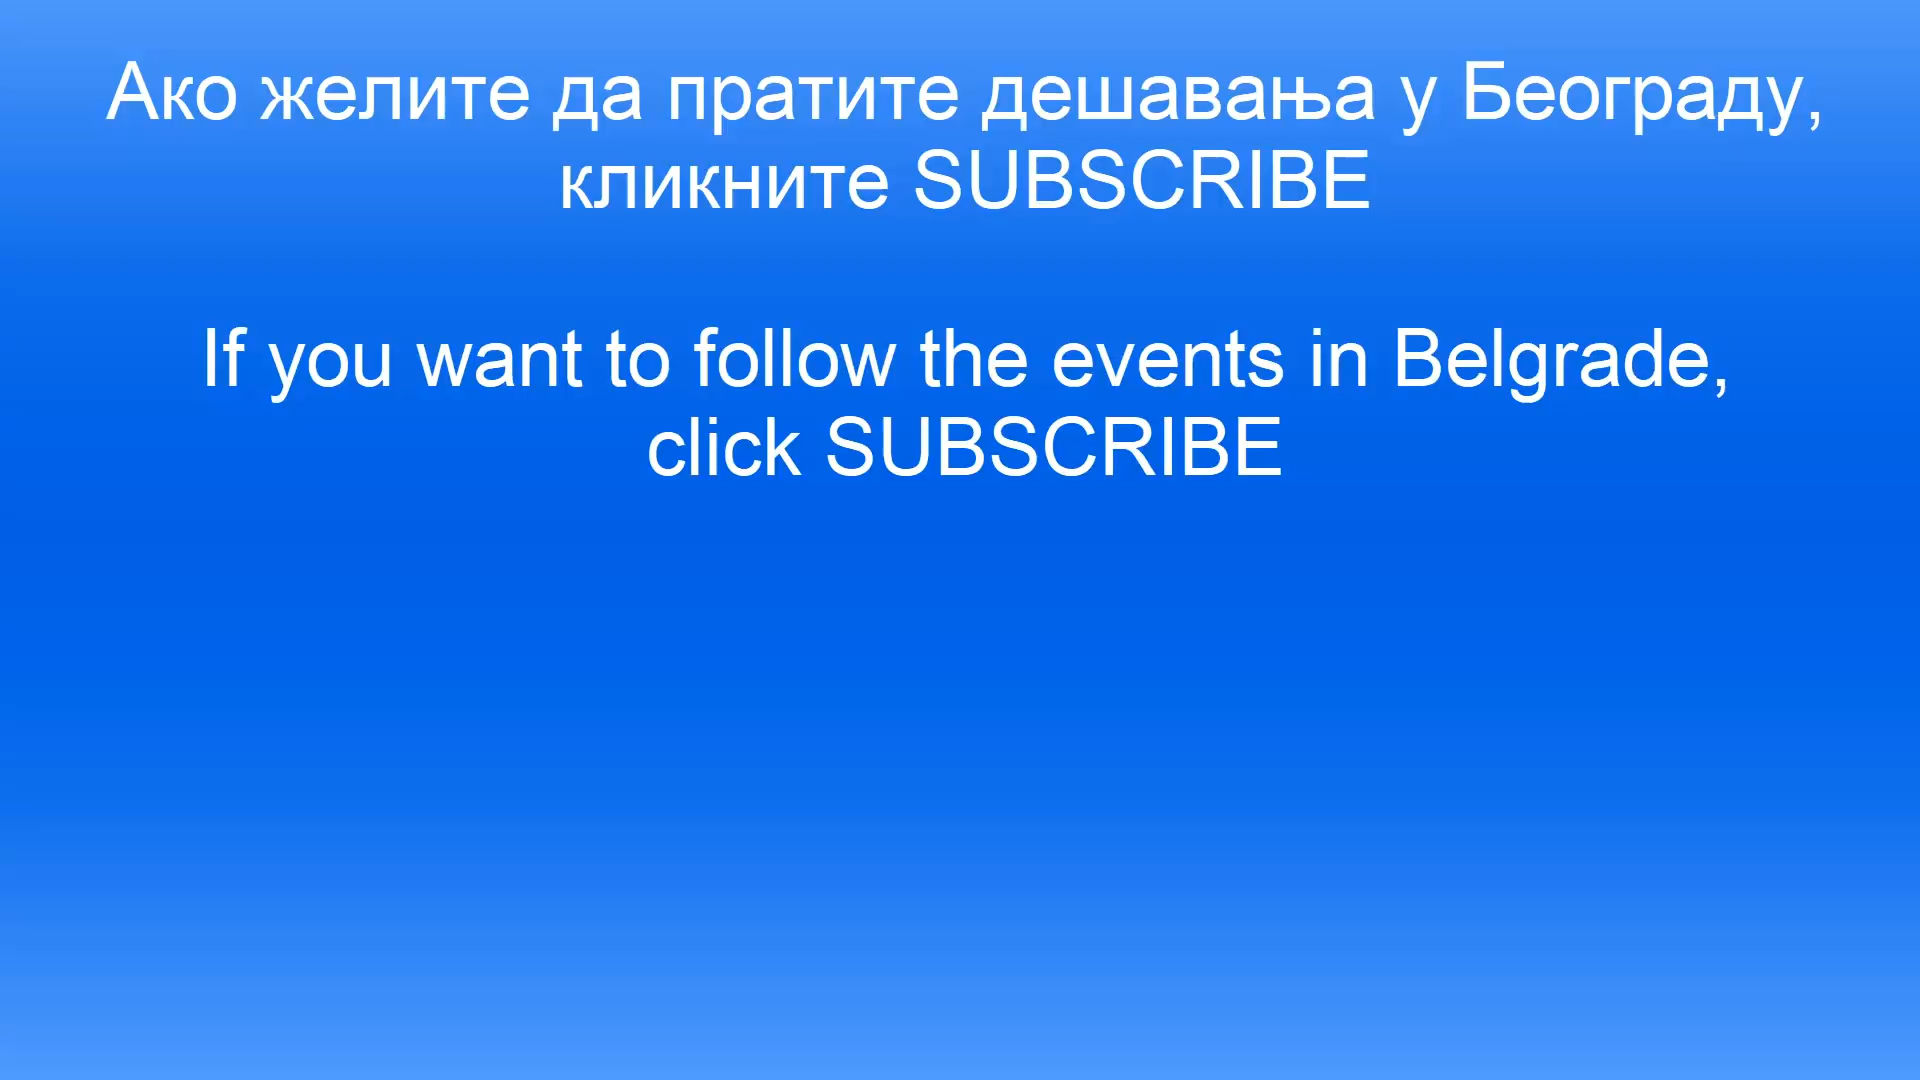 Ако желите да пратите дешавања у Београду,
кликните SUBSCRIBE
If you want to follow the events in Belgrade,
click SUBSCRIBE